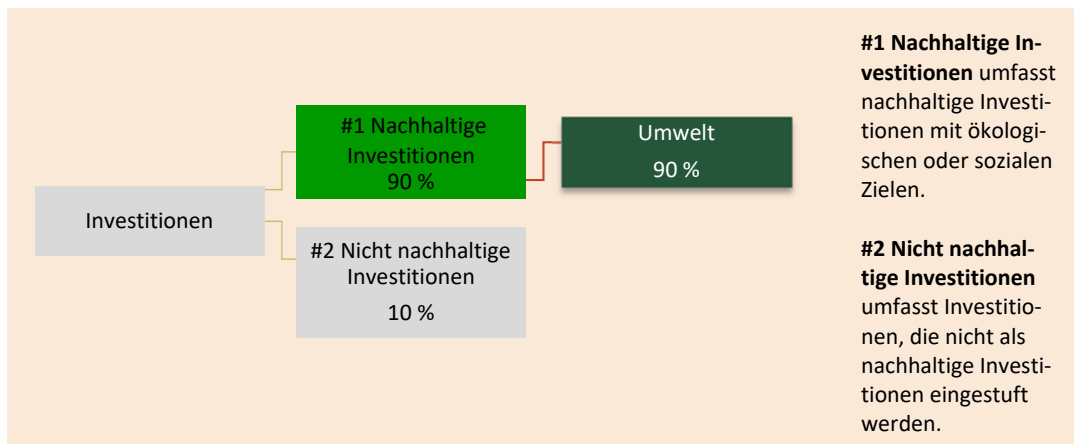 Investitionen
#1 Nachhaltige
Investitionen
90 %
#2 Nicht nachhaltige
Investitionen
10 %
Umwelt
90 %
#1 Nachhaltige In-
vestitionen umfasst
nachhaltige Investi-
tionen mit ökologi-
schen oder sozialen
Zielen.
#2 Nicht nachhal-
tige Investitionen
umfasst Investitio-
nen, die nicht als
nachhaltige Investi-
tionen eingestuft
werden.